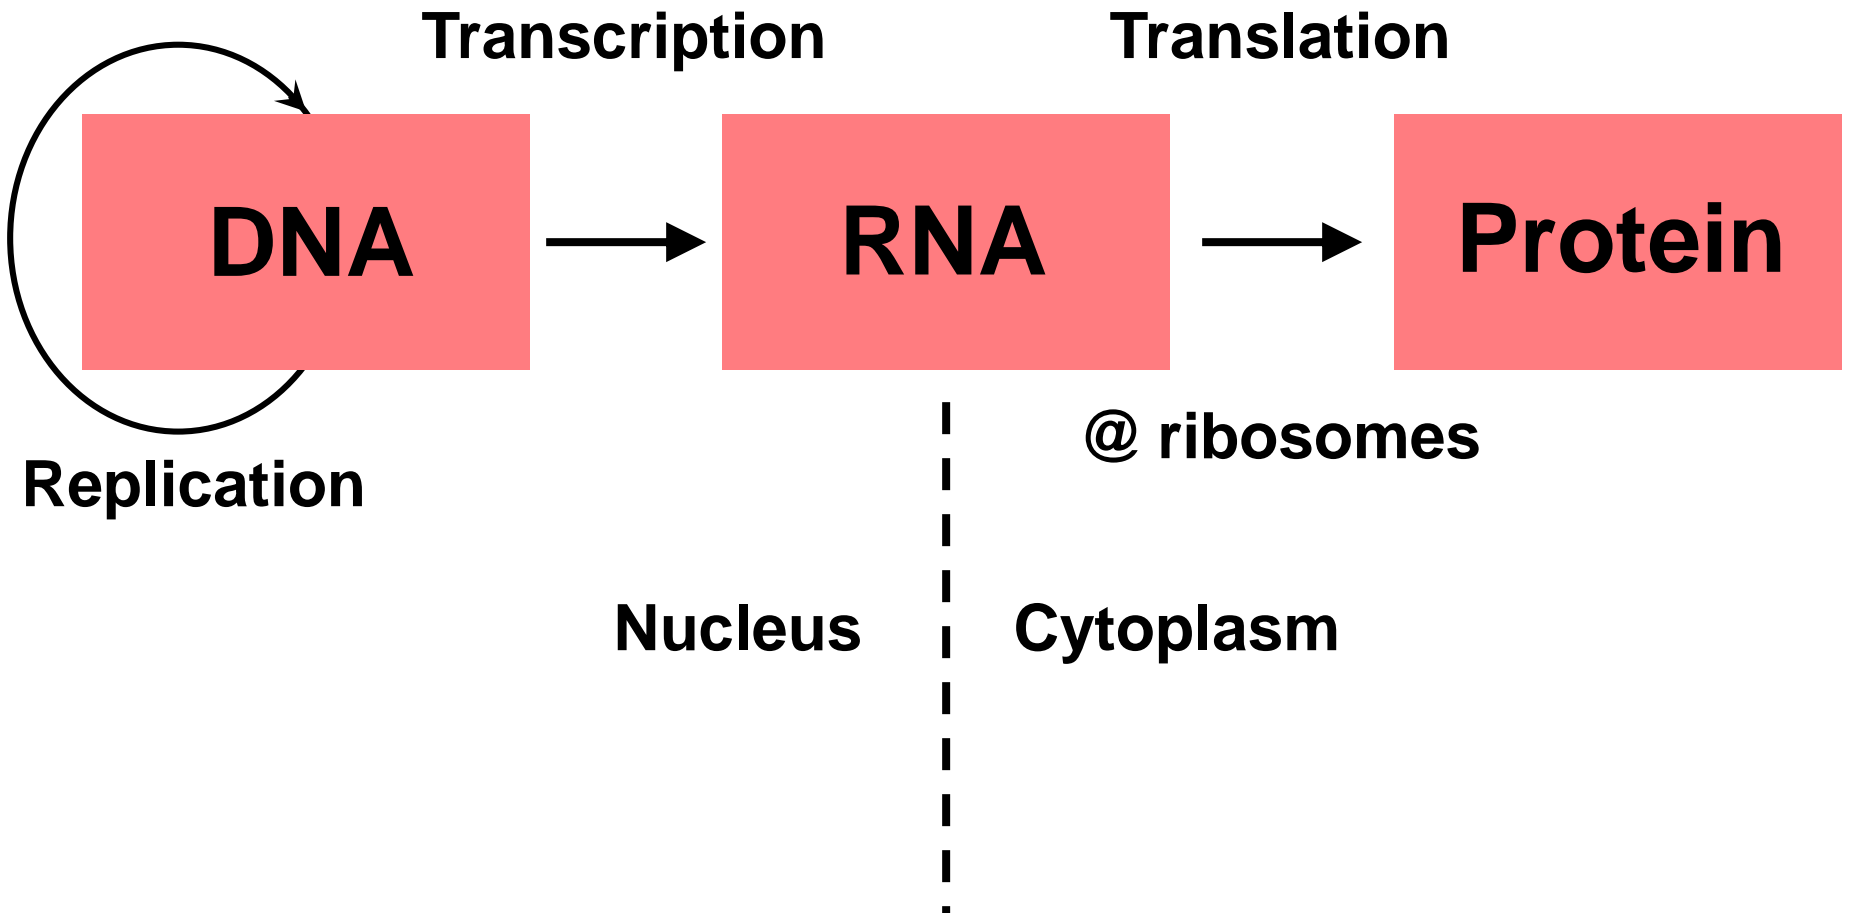 Transcription
Translation
DNA
RNA
Protein
@ ribosomes
Replication
Nucleus
Cytoplasm